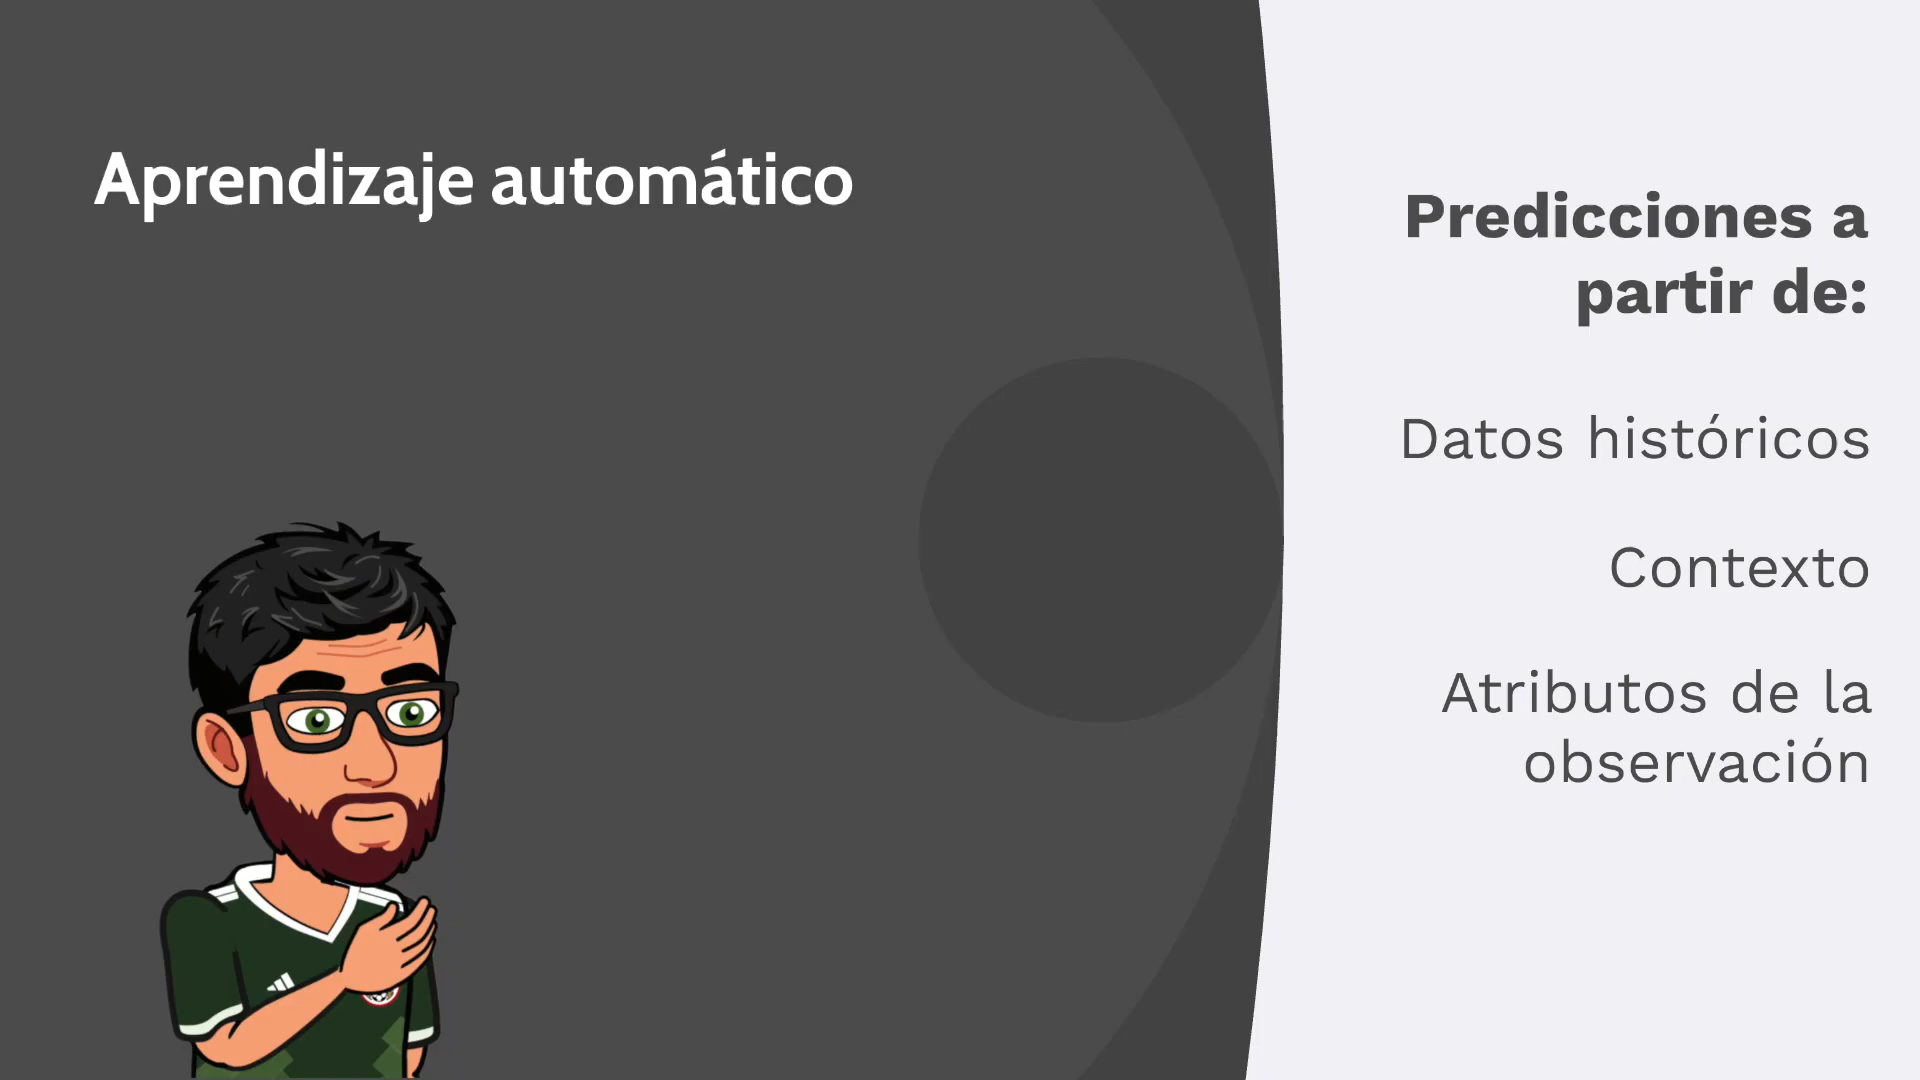 Aprendizaje automático
Predicciones a
partir de:
Datos históricos
Contexto
Atributos de la
observación